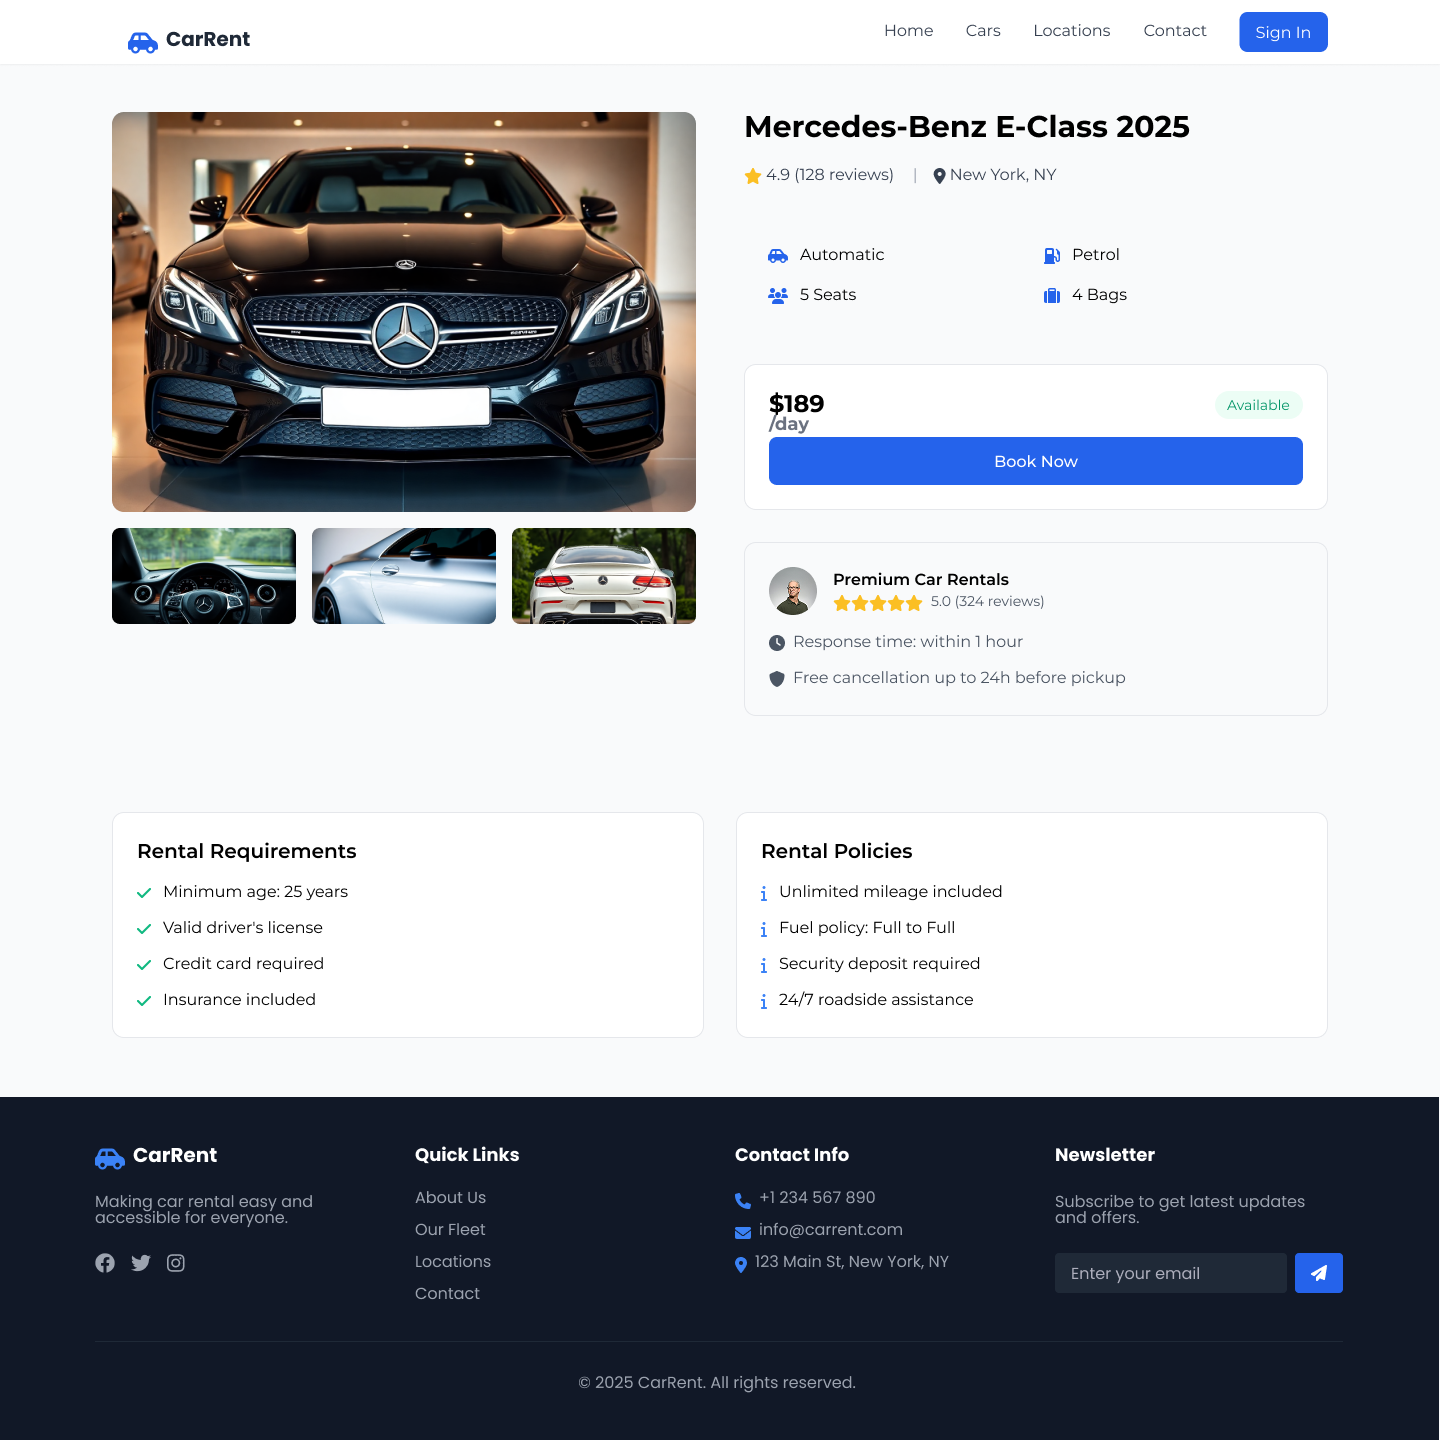 CarRent
Home
Cars
Locations
Contact
Sign In
Mercedes-Benz E-Class 2025
4.9 (128 reviews)
|
New York, NY
Automatic
Petrol
5 Seats
4 Bags
$189
/day
Available
Book Now
Premium Car Rentals
5.0 (324 reviews)
Response time: within 1 hour
Free cancellation up to 24h before pickup
Rental Requirements
Minimum age: 25 years
Valid driver's license
Credit card required
Insurance included
Rental Policies
Unlimited mileage included
Fuel policy: Full to Full
Security deposit required
24/7 roadside assistance
CarRent
Making car rental easy and
accessible for everyone.
Quick Links
About Us
Our Fleet
Locations
Contact
Contact Info
+1 234 567 890
info@carrent.com
123 Main St, New York, NY
Newsletter
Subscribe to get latest updates
and offers.
Enter your email
© 2025 CarRent. All rights reserved.